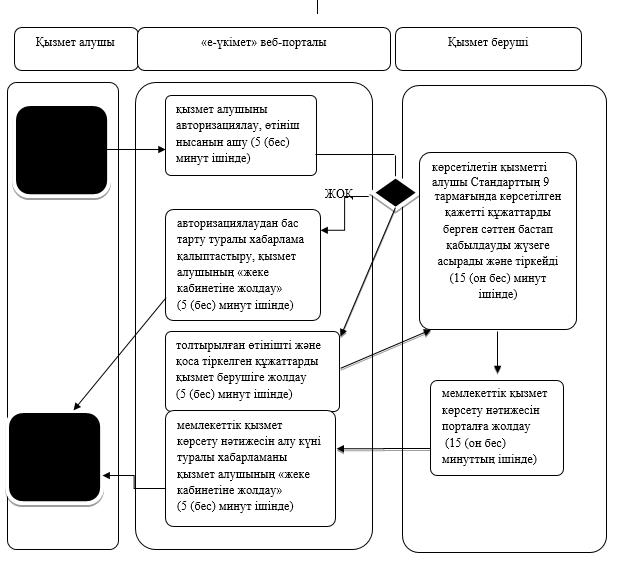 Қызмет алушы
«е-үкімет» веб-порталы
Қызмет беруші
қызмет алушыны
авторизациялау, өтініш
нысанын ашу (5 (бес)
минут ішінде)
ЖОҚ
авторизациялаудан бас
тарту туралы хабарлама
қалыптастыру, қызмет
алушының «жеке
кабинетіне жолдау»
(5 (бес) минут ішінде)
толтырылған өтінішті және
қоса тіркелген құжаттарды
қызмет берушіге жолдау
(5 (бес) минут ішінде)
мемлекеттік қызмет
көрсету нәтижесін алу күні
туралы хабарламаны
қызмет алушының «жеке
кабинетіне жолдау»
(5 (бес) минут ішінде)
көрсетілетін қызметті
алушы Стандарттың 9
тармағында көрсетілген
қажетті құжаттарды
берген сәттен бастап
қабылдауды жүзеге
асырады және тіркейді
(15 (он бес) минут
ішінде)
мемлекеттік қызмет
көрсету нәтижесін
порталға жолдау
(15 (он бес)
минуттың ішінде)